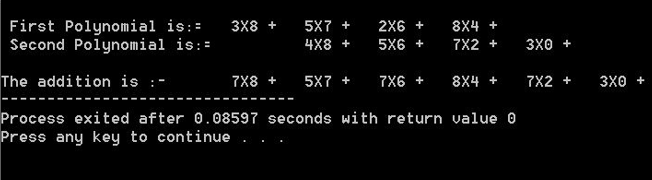 First Polynomial is:=   3X8 +   5X7 +   2X6 +   8X4 +
Second Polynomial is:=          4X8 +   5X6 +   7X2 +   3X0 +
The addition is :-      7X8 +   5X7 +   7X6 +   8X4 +   7X2 +   3X0 +
--------------------------------
Process exited after 0.08597 seconds with return value 0
Press any key to continue . . .